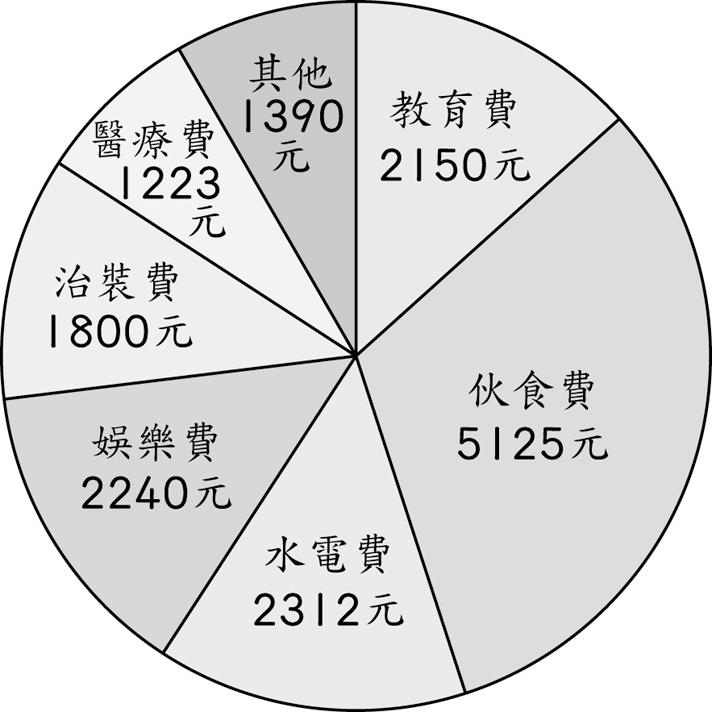 其他
1390
元
教育費
2150元
醫療費
1223
元
治裝費
1800元
伙食費
5125元
娛樂費
2240元
水電費
2312元